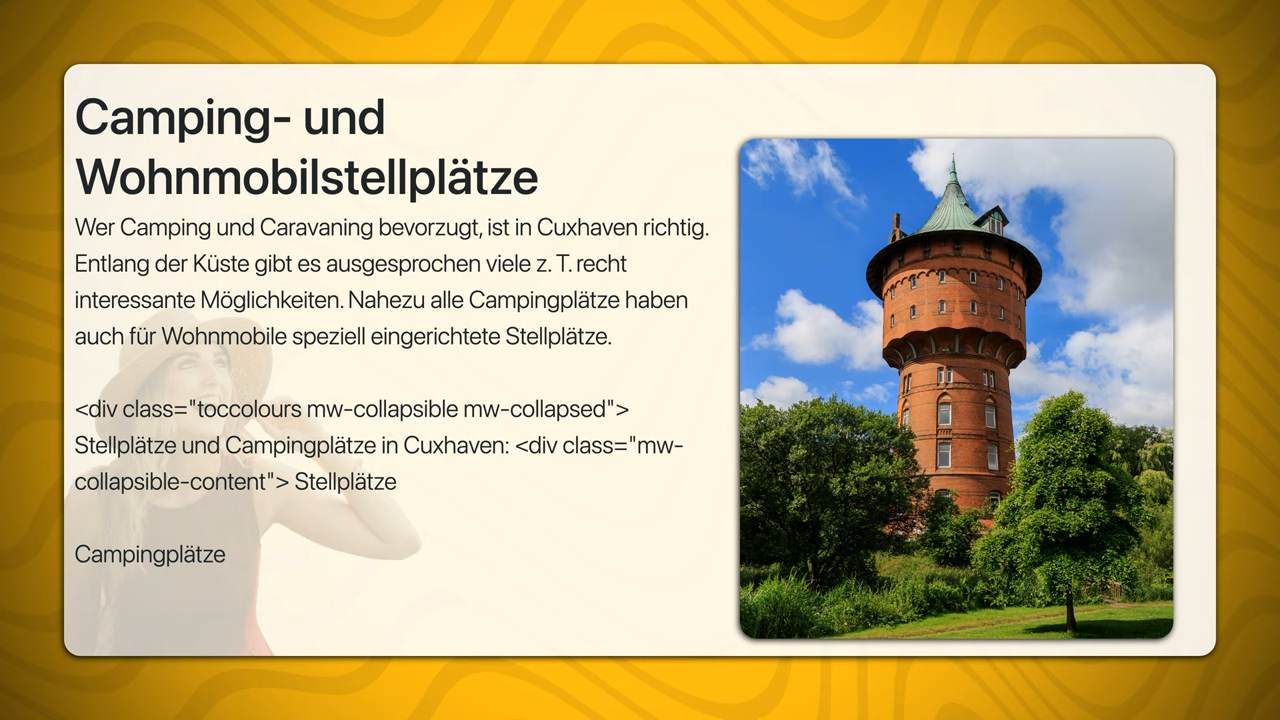 Camping- und
Wohnmobilstellplätze
Wer Camping und Caravaning bevorzugt, ist in Cuxhaven richtig.
Entlang der Küste gibt es ausgesprochen viele z. T. recht
interessante Möglichkeiten. Nahezu alle Campingplätze haben
auch für Wohnmobile speziell eingerichtete Stellplätze.
<div class="toccolours mw-collapsible mw-collapsed">
Stellplätze und Campingplätze in Cuxhaven: <div class="mw-
collapsible-content"> Stellplätze
Campingplätze